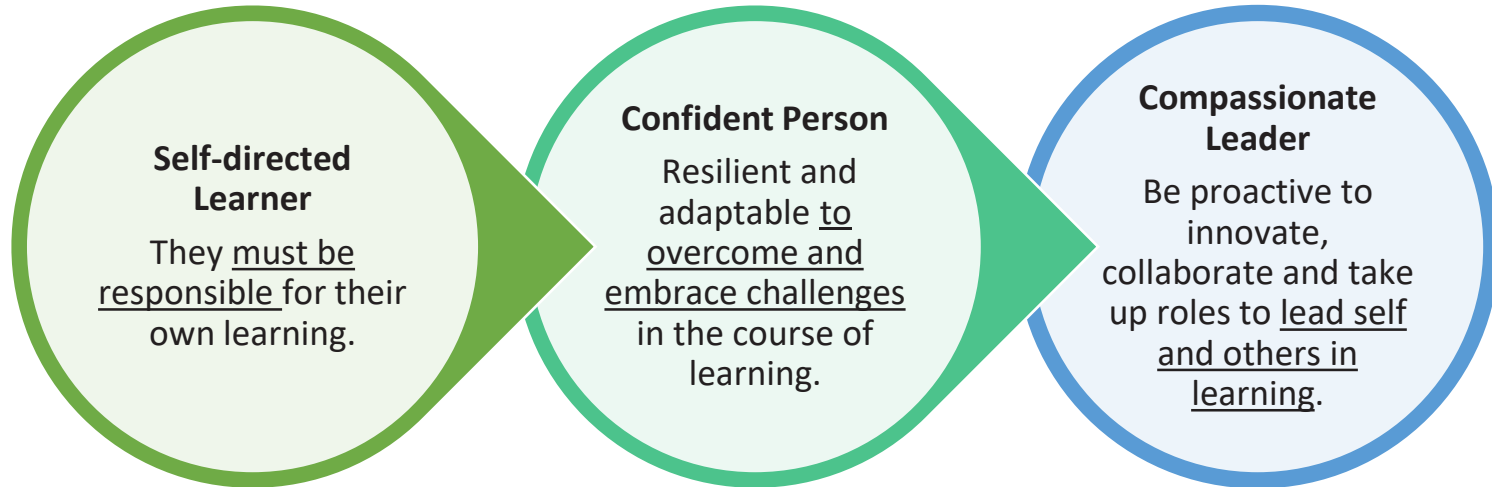 Self-directed
Learner
They must be
responsible for their
own learning.
Confident Person
Resilient and
adaptable to
overcome and
embrace challenges
in the course of
learning.
Compassionate
Leader
Be proactive to
innovate,
collaborate and take
up roles to lead self
and others in
learning.